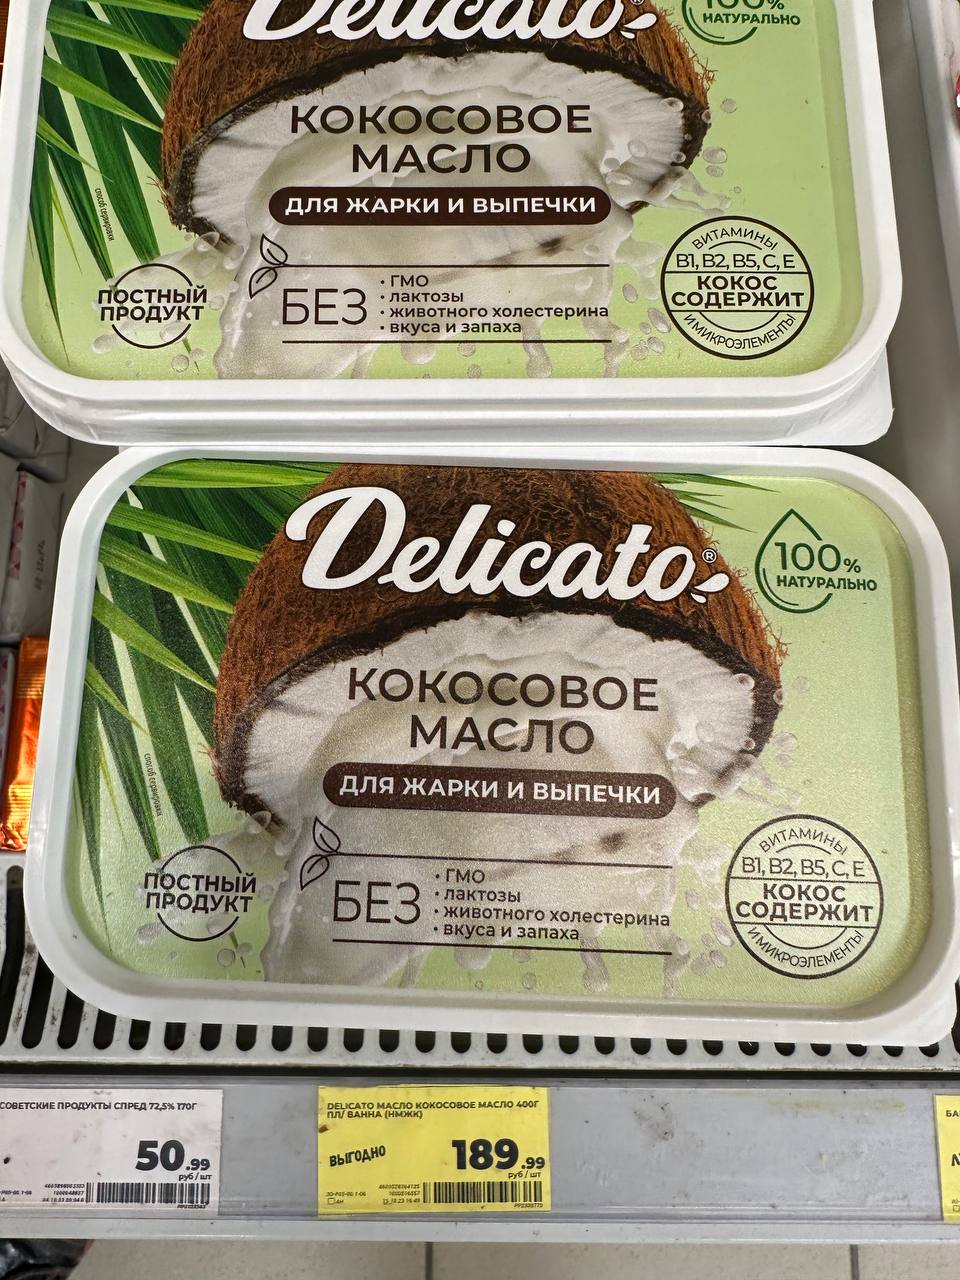 Delicato
100%
НАТУРАЛЬНО
КОКОСОВОЕ
МАСЛО
ДЛЯ ЖАРКИ И ВЫПЕЧКИ
ПОСТНЫЙ
ПРОДУКТ
БЕЗ
• ГМО
• лактозы
• животного холестерина
• вкуса и запаха
ВИТАМИНЫ
B1, B2, B5, C, E
КОКОС
СОДЕРЖИТ
И МИКРОЭЛЕМЕНТЫ
Delicato®
100%
НАТУРАЛЬНО
КОКОСОВОЕ
МАСЛО
ДЛЯ ЖАРКИ И ВЫПЕЧКИ
способ сервировки
ПОСТНЫЙ
ПРОДУКТ
БЕЗ
• ГМО
• лактозы
• животного холестерина
• вкуса и запаха
ВИТАМИНЫ
B1, B2, B5, C, E
КОКОС
СОДЕРЖИТ
И МИКРОЭЛЕМЕНТЫ
СОВЕТСКИЕ ПРОДУКТЫ СПРЕД 72,5% 170Г
50.99
руб / шт
DELICATO МАСЛО КОКОСОВОЕ МАСЛО 400Г
ПЛ/ ВАННА (НМЖК)
ВЫГОДНО
189.99
руб / шт